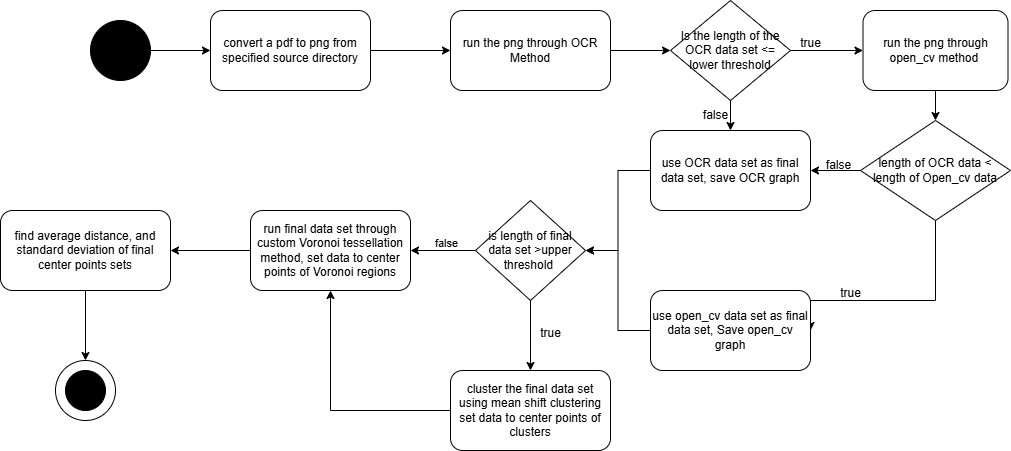 convert a pdf to png from
specified source directory
run the png through OCR
Method
Is the length of the
OCR data set <=
lower threshold
true
run the png through
open_cv method
false
use OCR data set as final
data set, save OCR graph
false
length of OCR data <
length of Open_cv data
find average distance, and
standard deviation of final
center points sets
run final data set through
custom Voronoi tessellation
method, set data to center
points of Voronoi regions
false
is length of final
data set >upper
threshold
true
use open_cv data set as final
data set, Save open_cv
graph
true
cluster the final data set
using mean shift clustering
set data to center points of
clusters